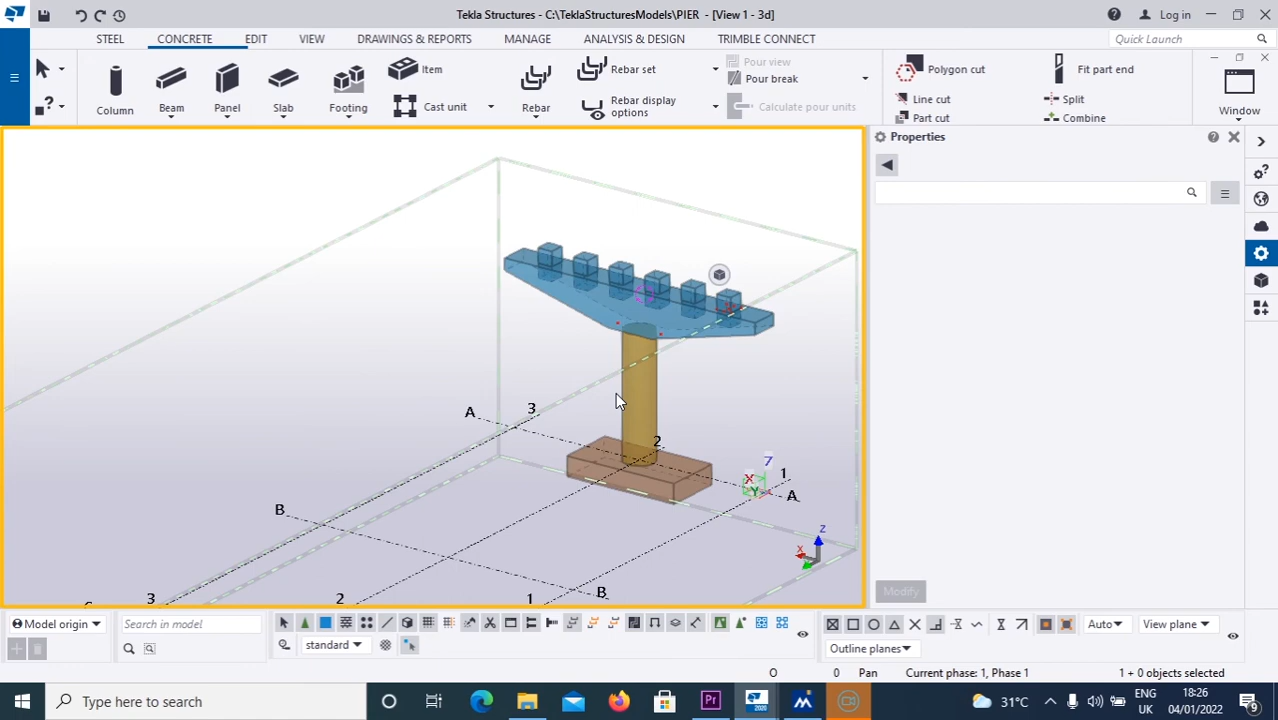 Tekla Structures - C:\TeklaStructuresModels\PIER - [View 1 - 3d]
Log in
STEEL CONCRETE EDIT VIEW DRAWINGS & REPORTS MANAGE ANALYSIS & DESIGN TRIMBLE CONNECT
Quick Launch
Column
Beam
Panel
Slab
Footing
Item
Cast unit
Rebar
Rebar set
Rebar display
options
Pour view
Pour break
Calculate pour units
Polygon cut
Line cut
Part cut
Fit part end
Split
Combine
Window
Properties
Modify
A
3
2
7
X
Y
1
A
B
z
x
B
3
2
1
Model origin
Search in model
standard
Auto
View plane
Outline planes
O
0
Pan
Current phase: 1, Phase 1
1 + 0 objects selected
Type here to search
Pr
2020
31°C
ENG
UK
18:26
04/01/2022
9